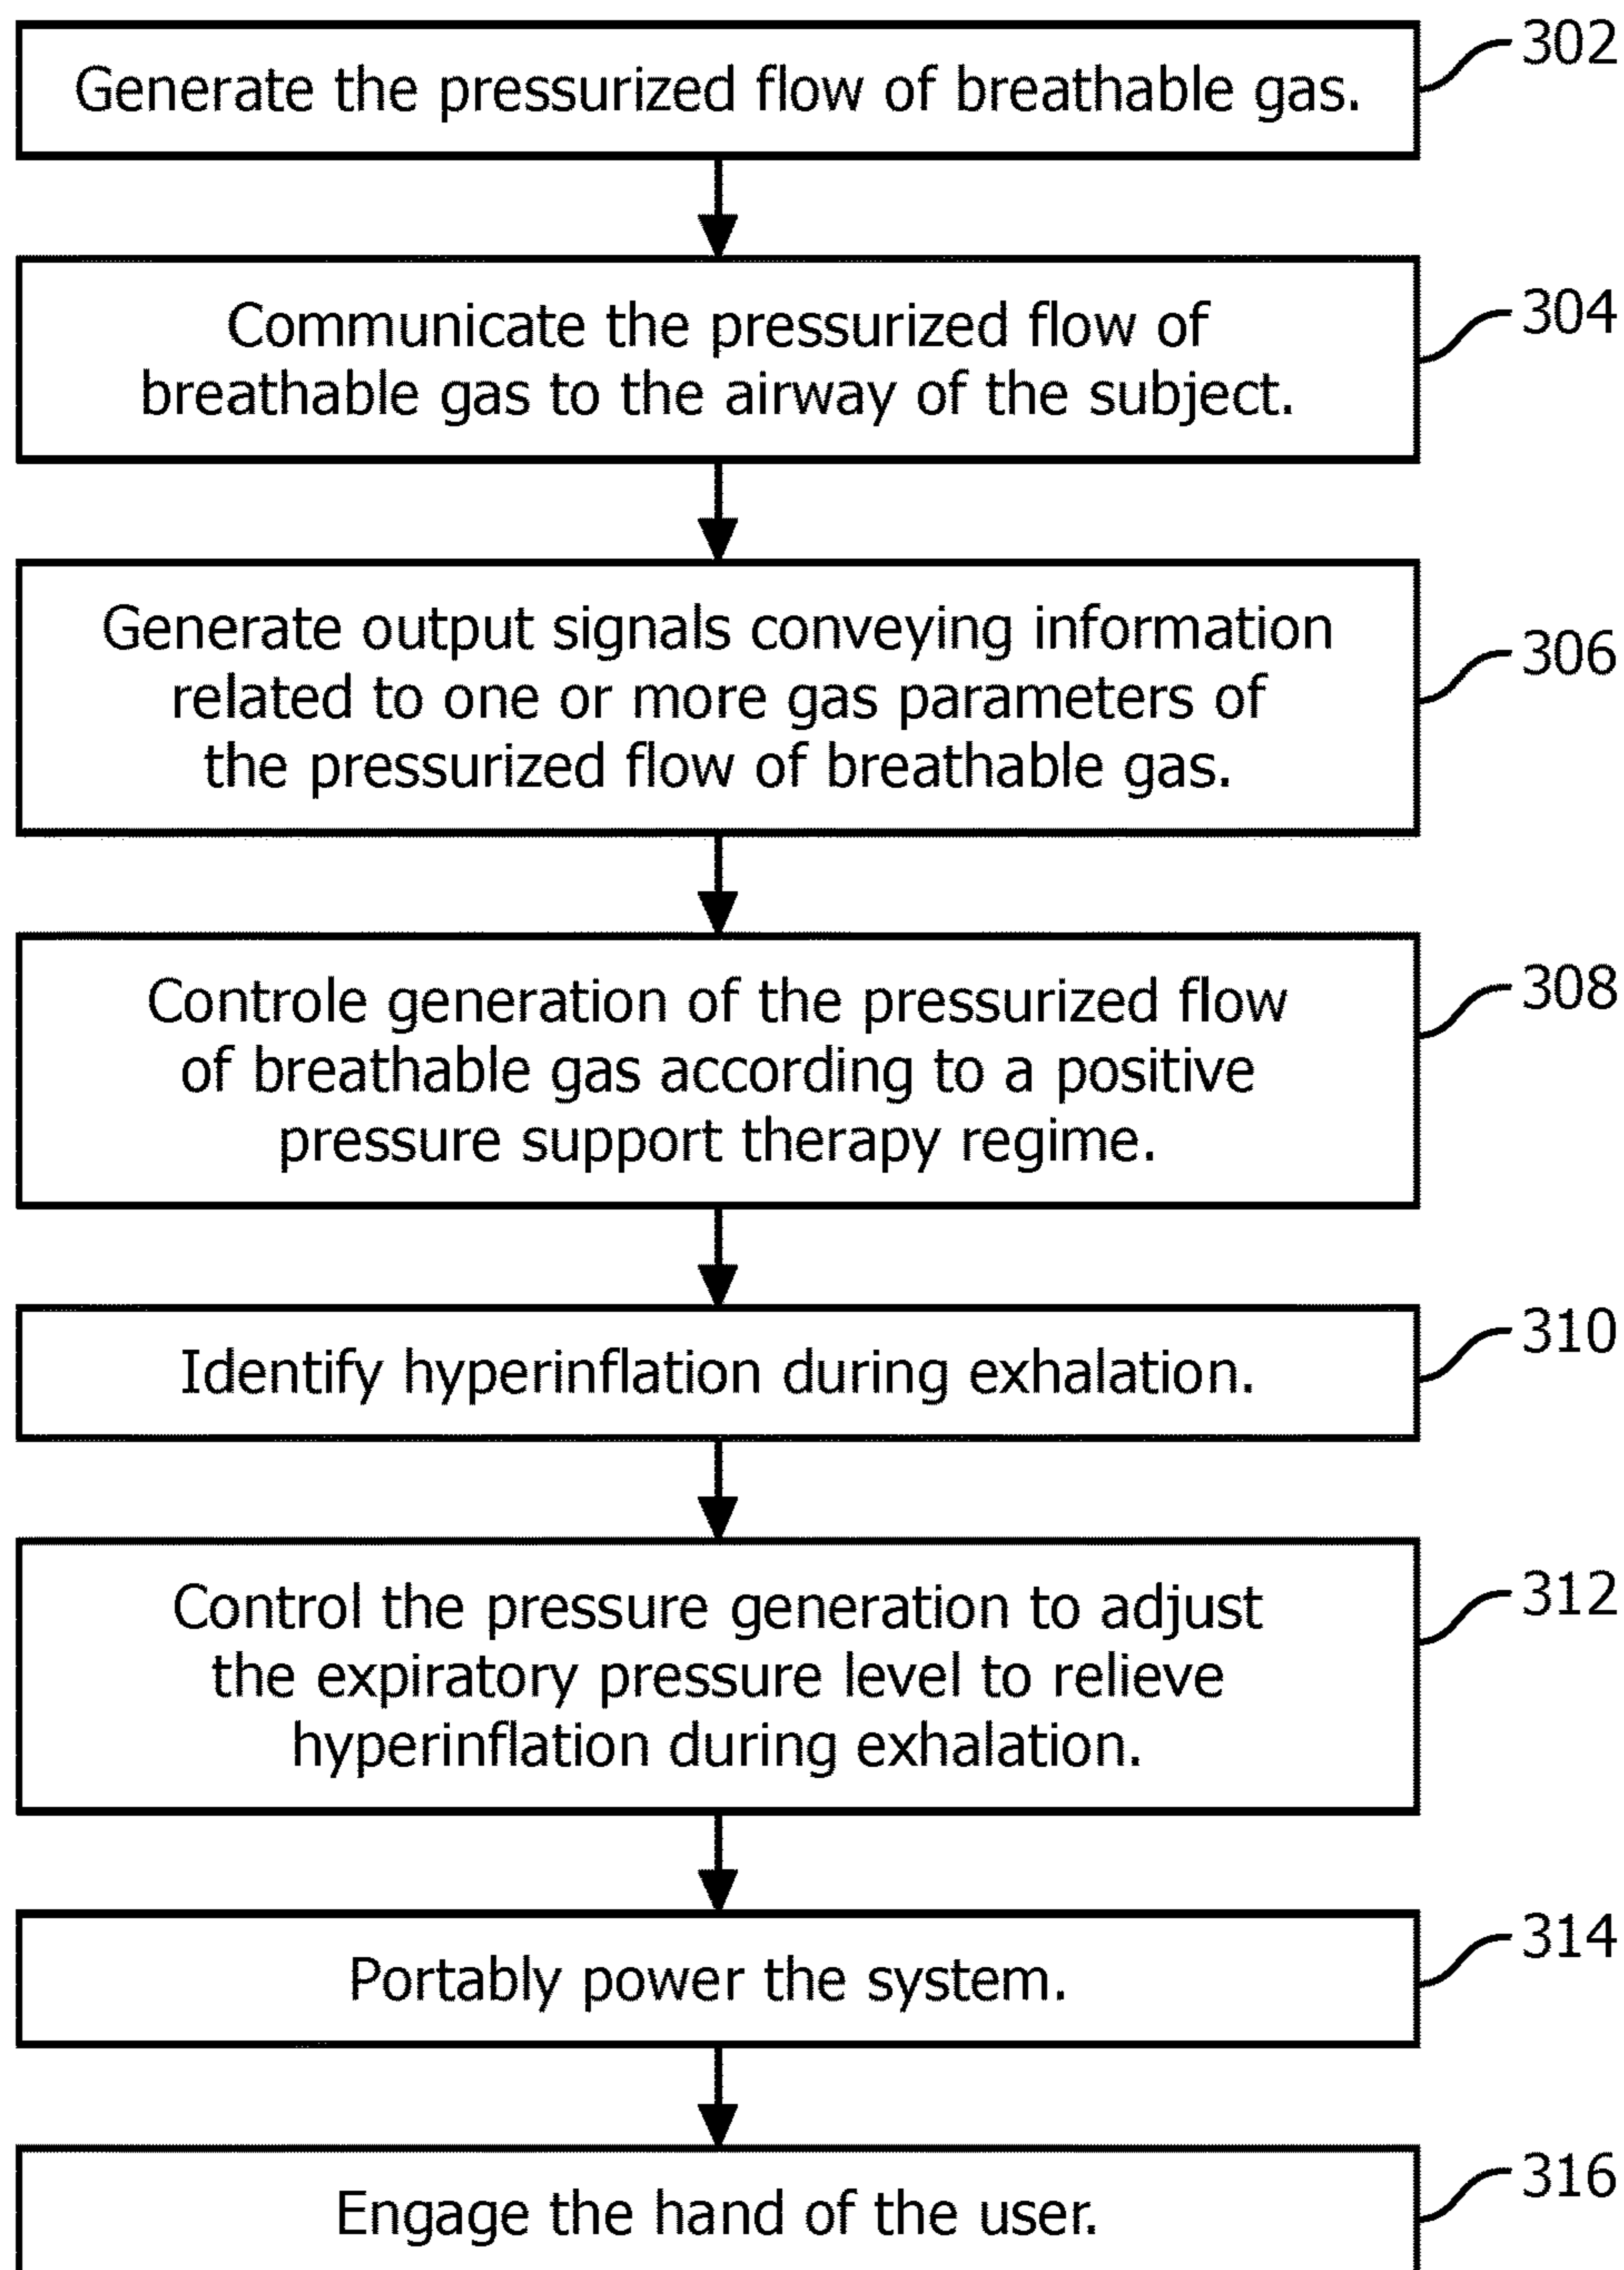 302
Generate the pressurized flow of breathable gas.
304
Communicate the pressurized flow of
breathable gas to the airway of the subject.
306
Generate output signals conveying information
related to one or more gas parameters of
the pressurized flow of breathable gas.
308
Controle generation of the pressurized flow
of breathable gas according to a positive
pressure support therapy regime.
310
Identify hyperinflation during exhalation.
312
Control the pressure generation to adjust
the expiratory pressure level to relieve
hyperinflation during exhalation.
314
Portably power the system.
316
Engage the hand of the user.